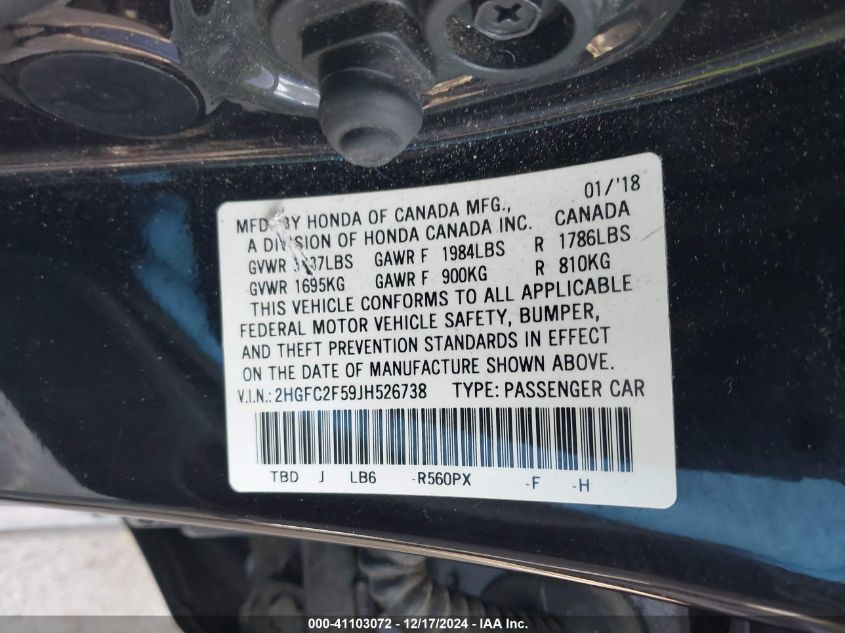 01/'18
MFD. BY HONDA OF CANADA MFG.,
A DIVISION OF HONDA CANADA INC. CANADA
GVWR GAWR F 1984LBS R 1786LBS
GVWR 1695KG GAWR F 900KG R 810KG
THIS VEHICLE CONFORMS TO ALL APPLICABLE
FEDERAL MOTOR VEHICLE SAFETY, BUMPER,
AND THEFT PREVENTION STANDARDS IN EFFECT
ON THE DATE OF MANUFACTURE SHOWN ABOVE.
V.I.N.: 2HGFC2F59JH526738 TYPE: PASSENGER CAR
TBD J LB6 -R560PX -F -H
000-41103072 / 12/17/2024 - IAA Inc.